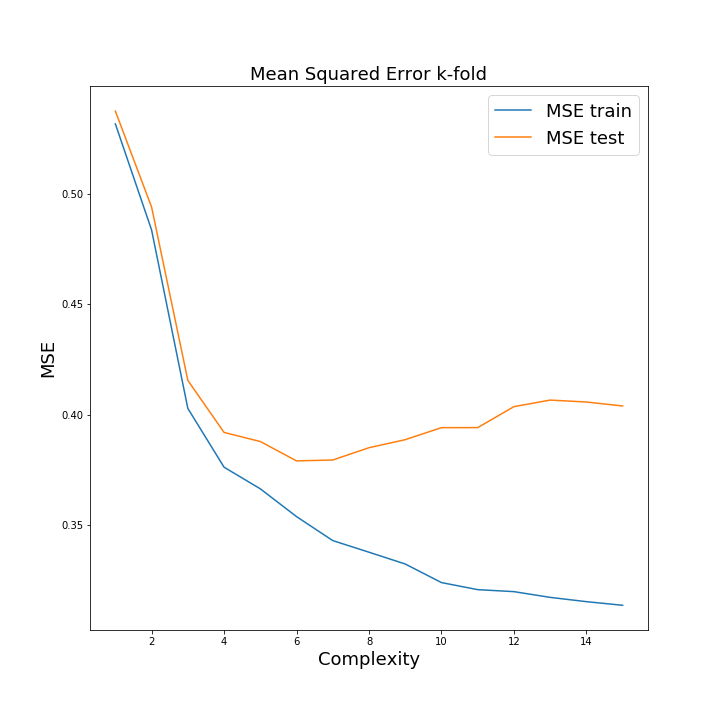 Mean Squared Error k-fold
MSE train
MSE test
0.50
0.45
0.40
0.35
MSE
2 4 6 8 10 12 14
Complexity